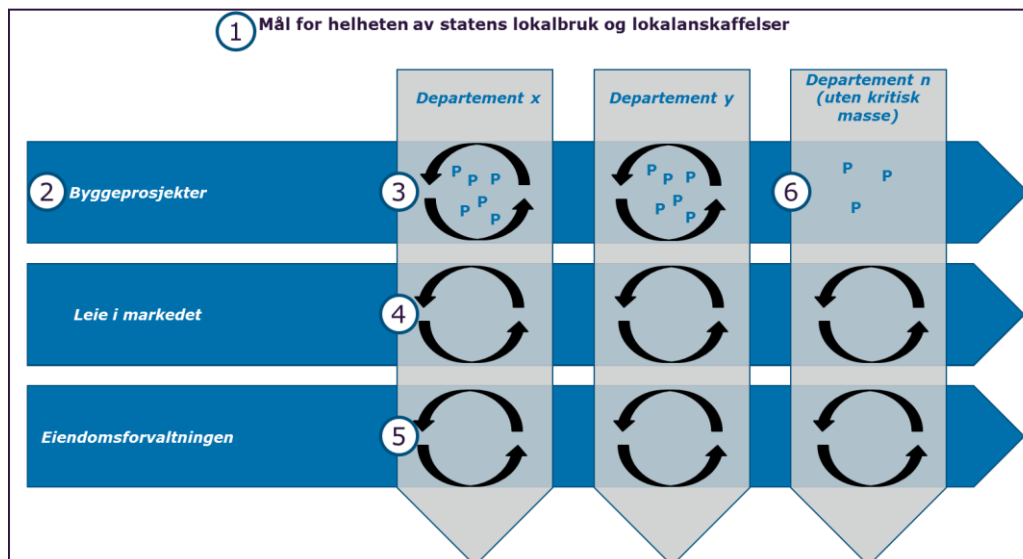 1 Mål for helheten av statens lokalbruk og lokalanskaffelser
Departement x
Departement y
Departement n
(uten kritisk
masse)
2 Byggeprosjekter
3
P P P P P P
P P P P P P
6
P P P
Leie i markedet
4
Eiendomsforvaltningen
5